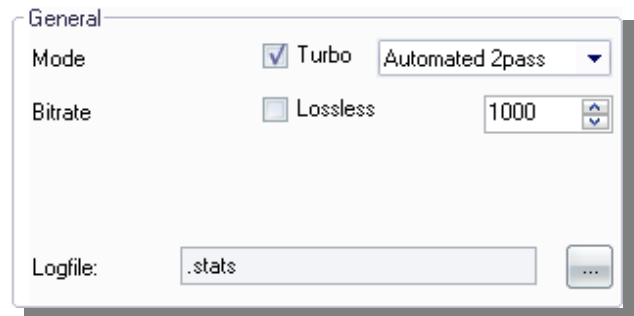 General
Mode Turbo Automated 2pass
Bitrate Lossless 1000
Logfile: .stats ...